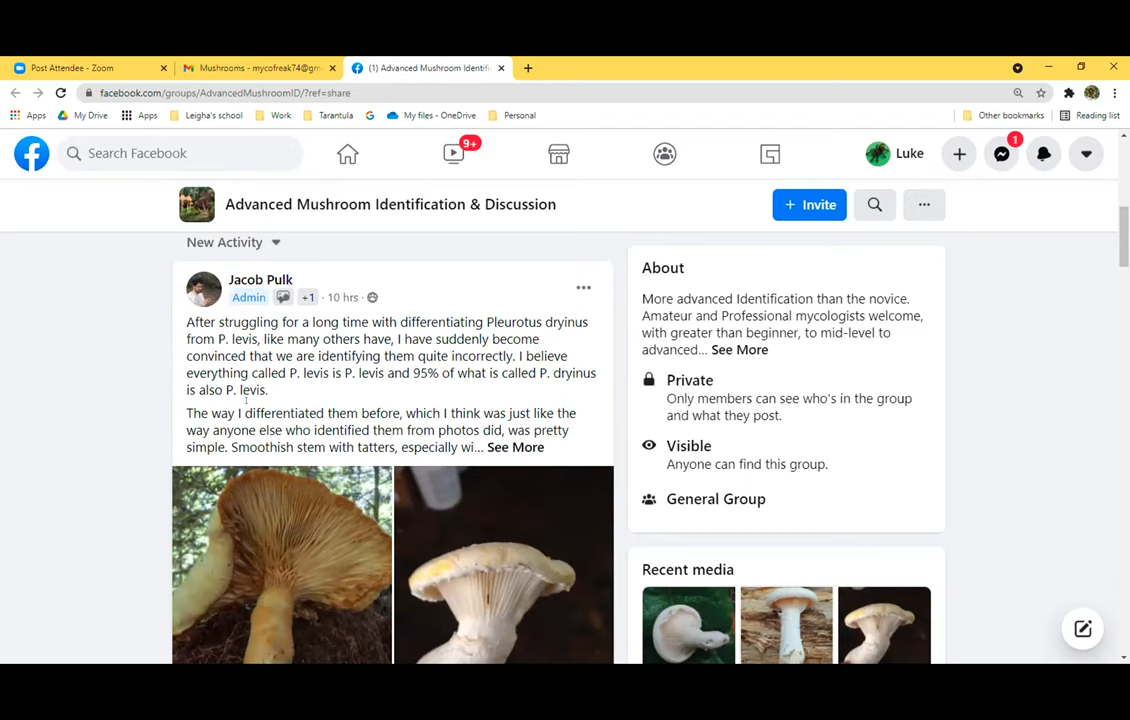 Post Attendee - Zoom
Mushrooms - mycofreak74@gm
(1) Advanced Mushroom Identifi
facebook.com/groups/AdvancedMushroomID/?ref=share
Apps
My Drive
Apps
Leigha's school
Work
Tarantula
My files - OneDrive
Personal
Other bookmarks
Reading list
Search Facebook
9+
Luke
1
Advanced Mushroom Identification & Discussion
+ Invite
New Activity
Jacob Pulk
Admin
+1 · 10 hrs ·
After struggling for a long time with differentiating Pleurotus dryinus
from P. levis, like many others have, I have suddenly become
convinced that we are identifying them quite incorrectly. I believe
everything called P. levis is P. levis and 95% of what is called P. dryinus
is also P. levis.
The way I differentiated them before, which I think was just like the
way anyone else who identified them from photos did, was pretty
simple. Smoothish stem with tatters, especially wi... See More
About
More advanced Identification than the novice.
Amateur and Professional mycologists welcome,
with greater than beginner, to mid-level to
advanced... See More
Private
Only members can see who's in the group
and what they post.
Visible
Anyone can find this group.
General Group
Recent media